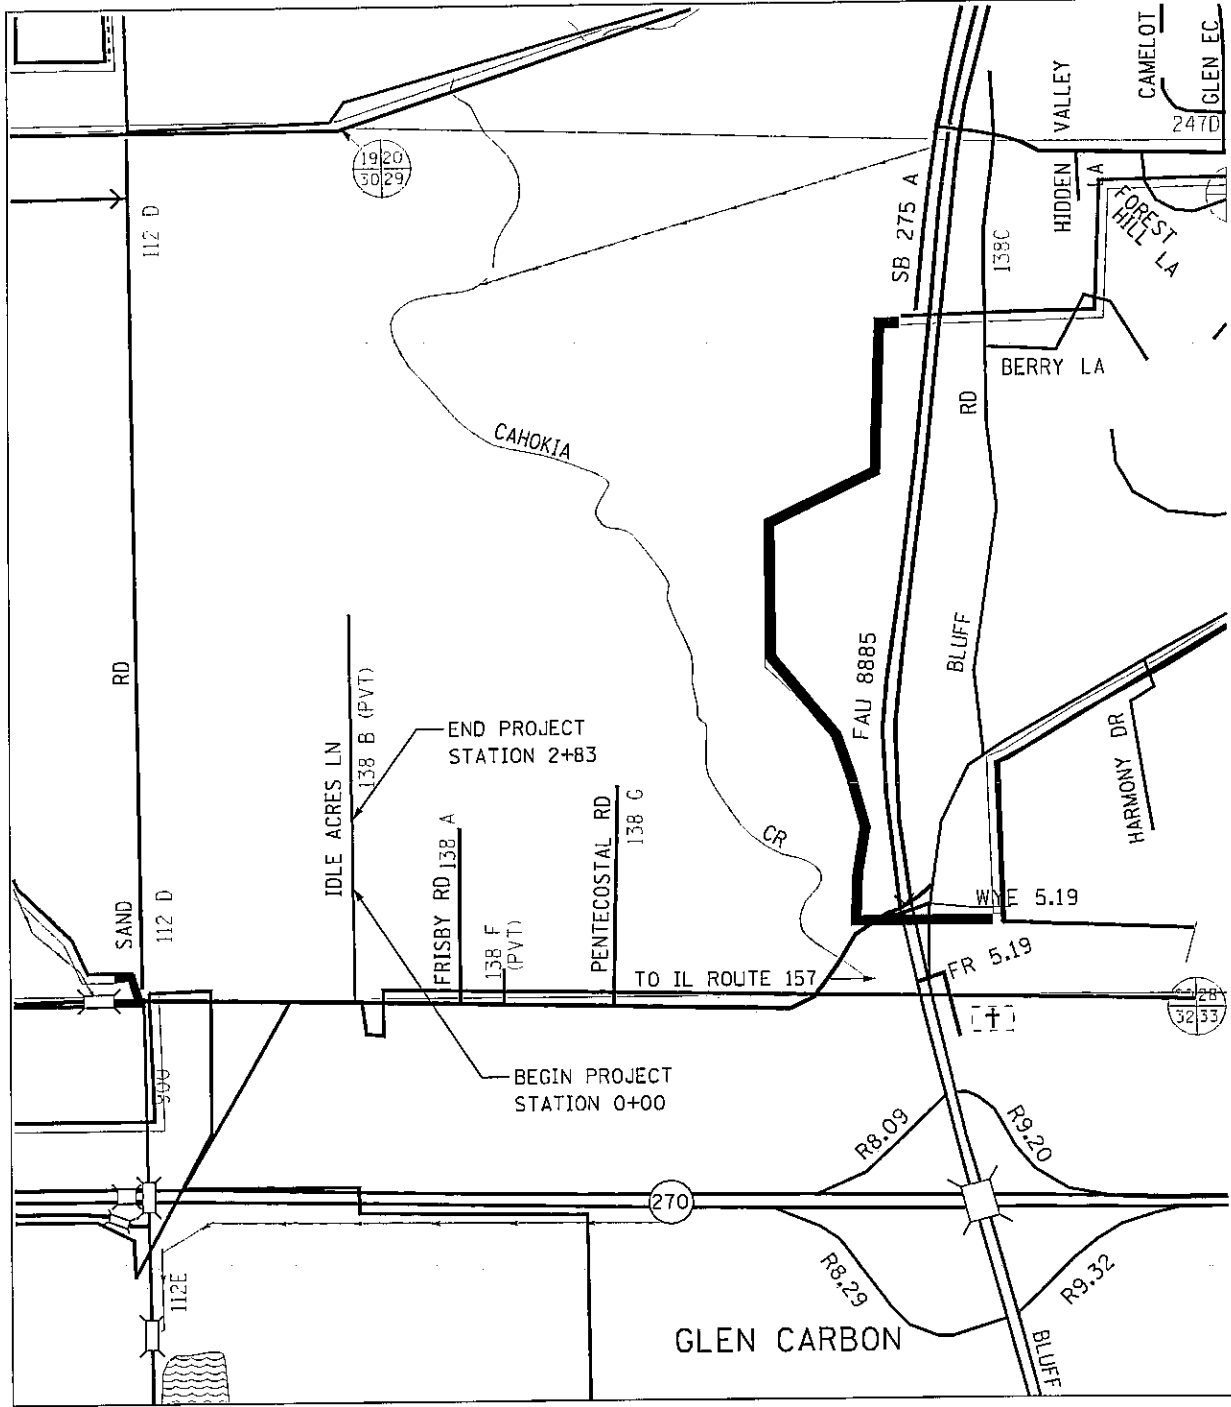 CAMELOT
GLEN EC
VALLEY
HIDDEN
LA
247D
FOREST
HILL LA
19 20
30 29
112 D
SB 275 A
138C
BERRY LA
RD
CAHOKIA
BLUFF
FAU 8885
RD
IDLE ACRES LN
138 B (PVT)
END PROJECT
STATION 2+83
HARMONY DR
FRISBY RD
138 A
PENTECOSTAL RD
138 G
CR
SAND
112 D
138 F
(PVT)
WYE 5.19
FR 5.19
TO IL ROUTE 157
28
32 33
BEGIN PROJECT
STATION 0+00
R8.09
R9.20
270
R8.29
R9.32
112E
GLEN CARBON
BLUFF